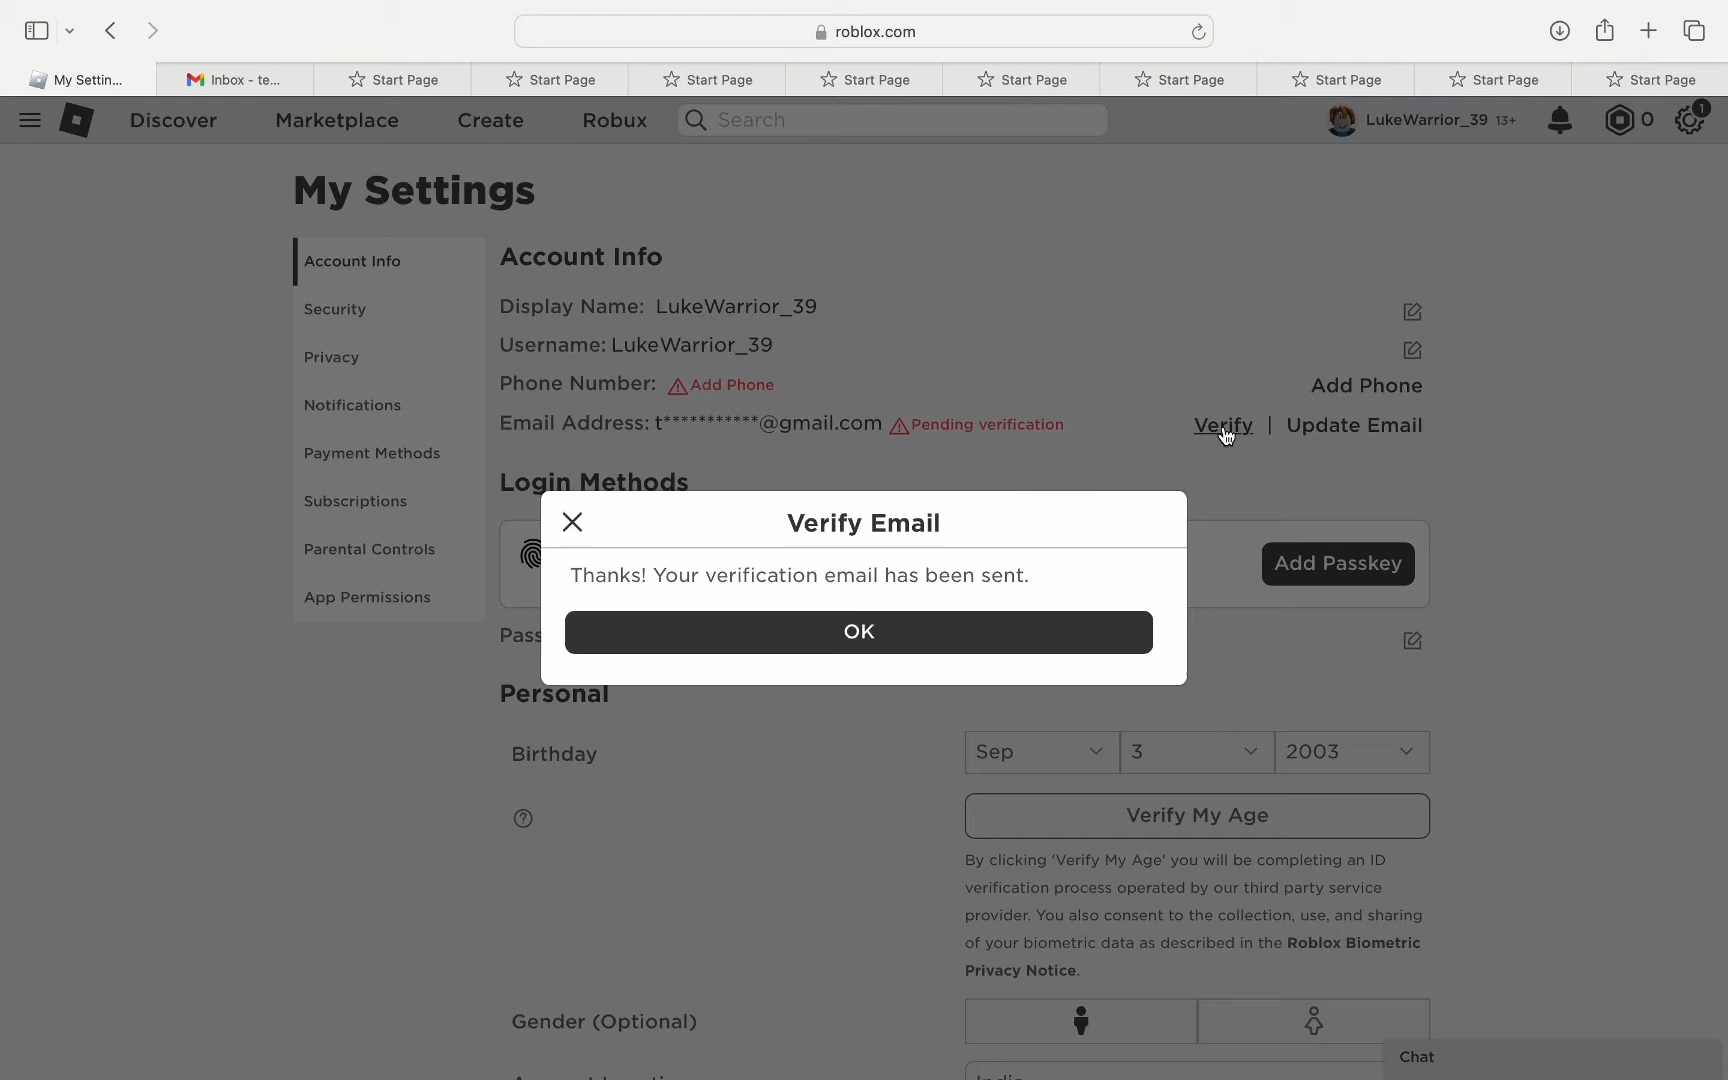 roblox.com
My Settin...
Inbox - te...
Start Page
Start Page
Start Page
Start Page
Start Page
Start Page
Start Page
Start Page
Start Page
Discover
Marketplace
Create
Robux
Search
LukeWarrior_39 13+
0
1
My Settings
Account Info
Security
Privacy
Notifications
Payment Methods
Subscriptions
Parental Controls
App Permissions
Account Info
Display Name: LukeWarrior_39
Username: LukeWarrior_39
Phone Number: Add Phone
Add Phone
Email Address: t***********@gmail.com Pending verification
Verify | Update Email
Login Methods
Add Passkey
Verify Email
Thanks! Your verification email has been sent.
OK
Personal
Birthday
Sep
3
2003
Verify My Age
By clicking 'Verify My Age' you will be completing an ID
verification process operated by our third party service
provider. You also consent to the collection, use, and sharing
of your biometric data as described in the Roblox Biometric
Privacy Notice.
Gender (Optional)
Chat